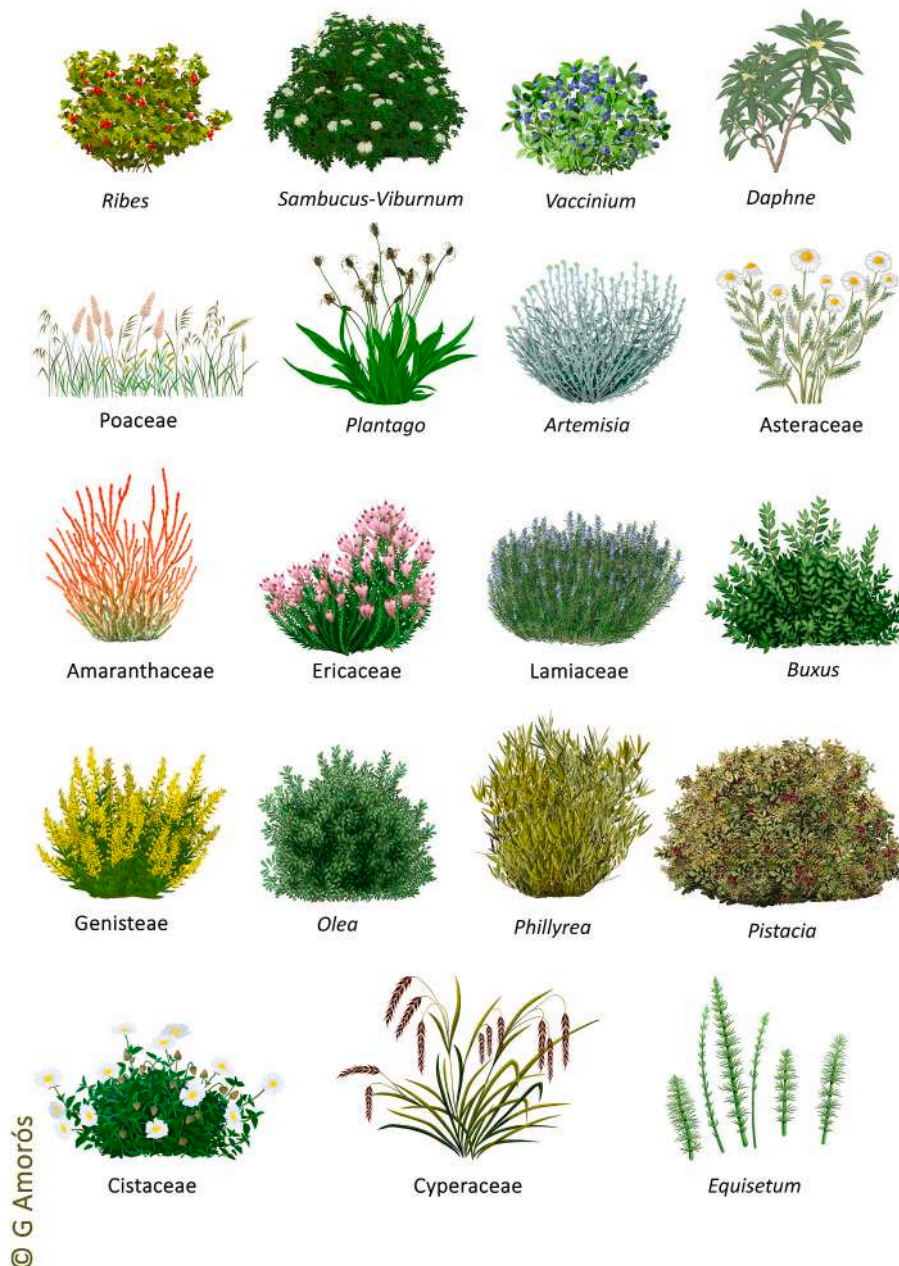 Ribes
Sambucus-Viburnum
Vaccinium
Daphne
Poaceae
Plantago
Artemisia
Asteraceae
Amaranthaceae
Ericaceae
Lamiaceae
Buxus
Genisteae
Olea
Phillyrea
Pistacia
Cistaceae
Cyperaceae
Equisetum
© G Amorós